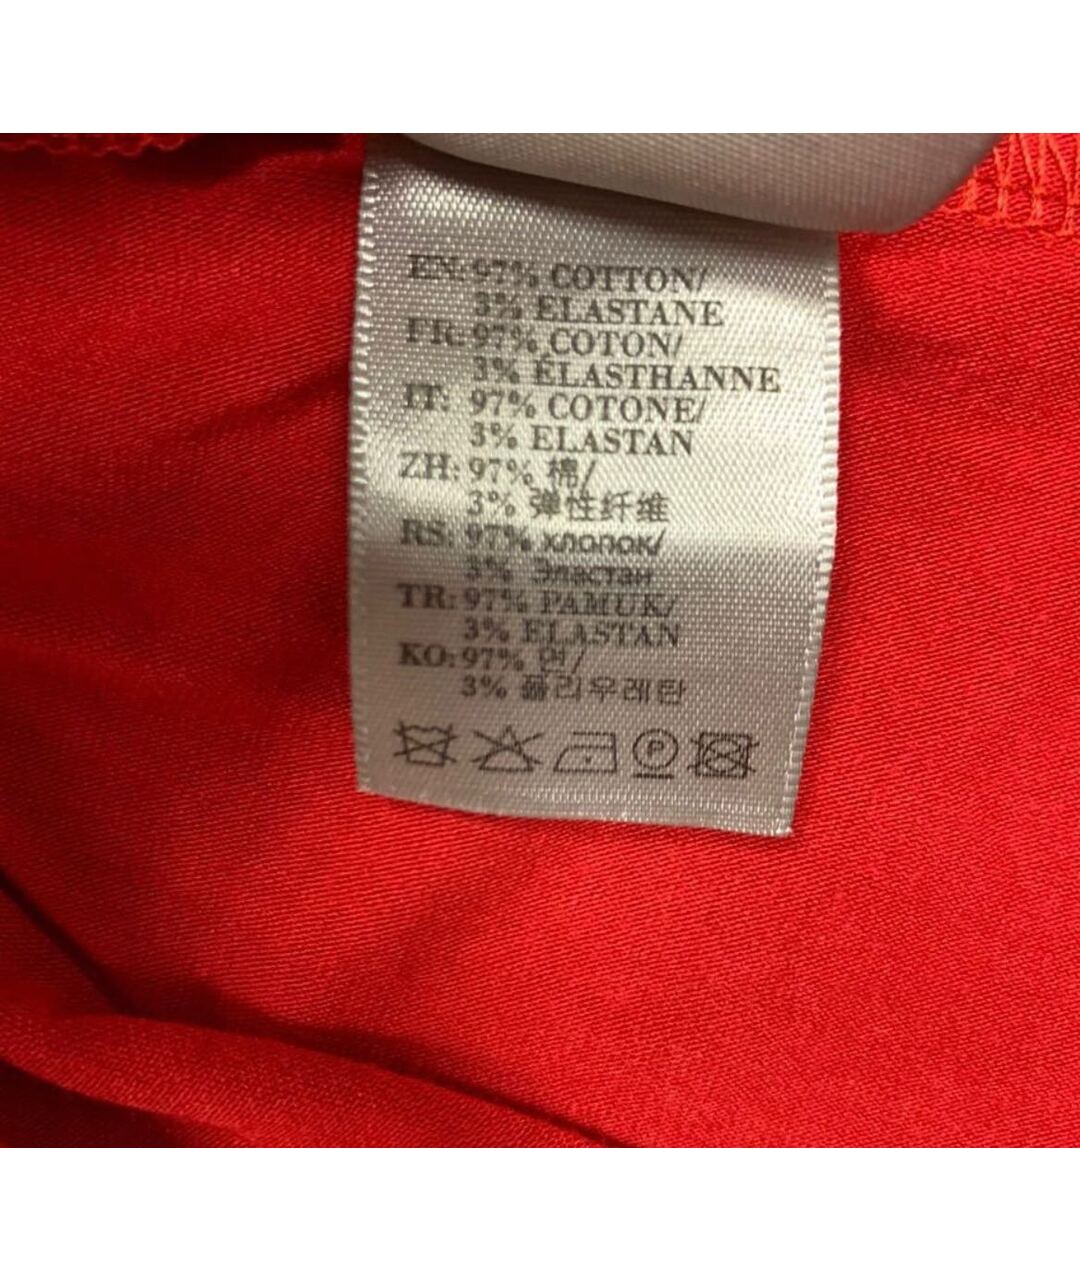 EN: 97% COTTON/
3% ELASTANE
FR: 97% COTON/
3% ÉLASTHANNE
IT: 97% COTONE/
3% ELASTAN
ZH: 97% 棉/
3% 弹性纤维
RS: 97% хлопок/
3% Эластан
TR: 97% PAMUK/
3% ELASTAN
KO: 97% 면/
3% 폴리우레탄
P